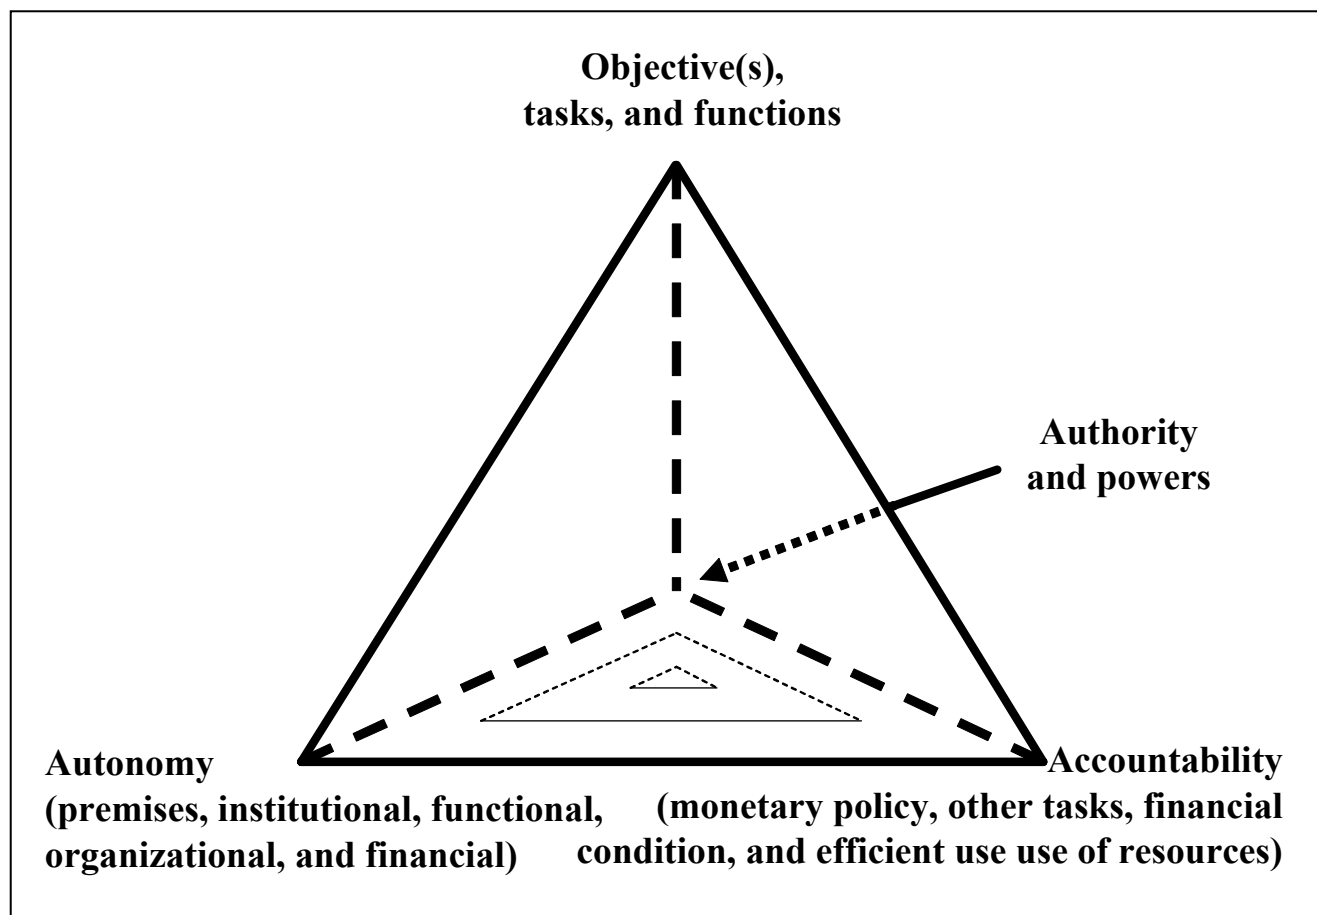 Objective(s),
tasks, and functions
Authority
and powers
Autonomy
(premises, institutional, functional,
organizational, and financial)
Accountability
(monetary policy, other tasks, financial
condition, and efficient use use of resources)